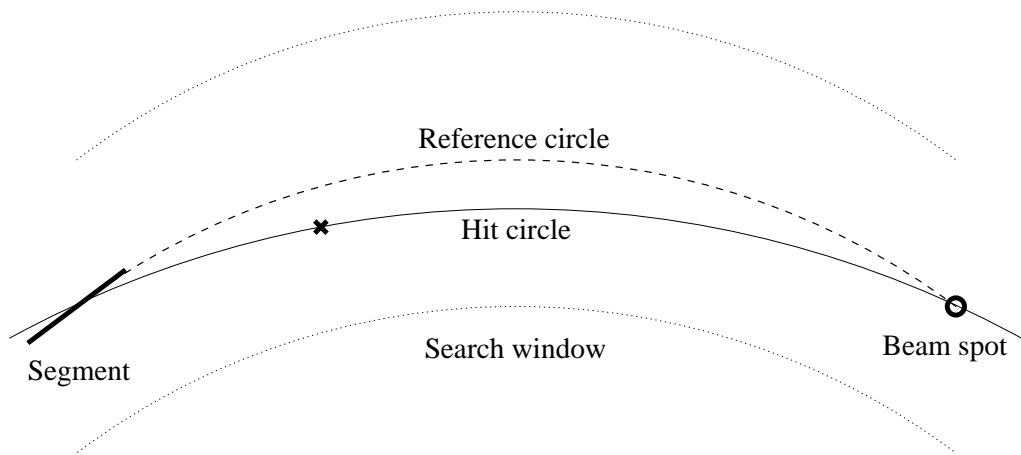 Reference circle
Hit circle
Search window
Beam spot
Segment